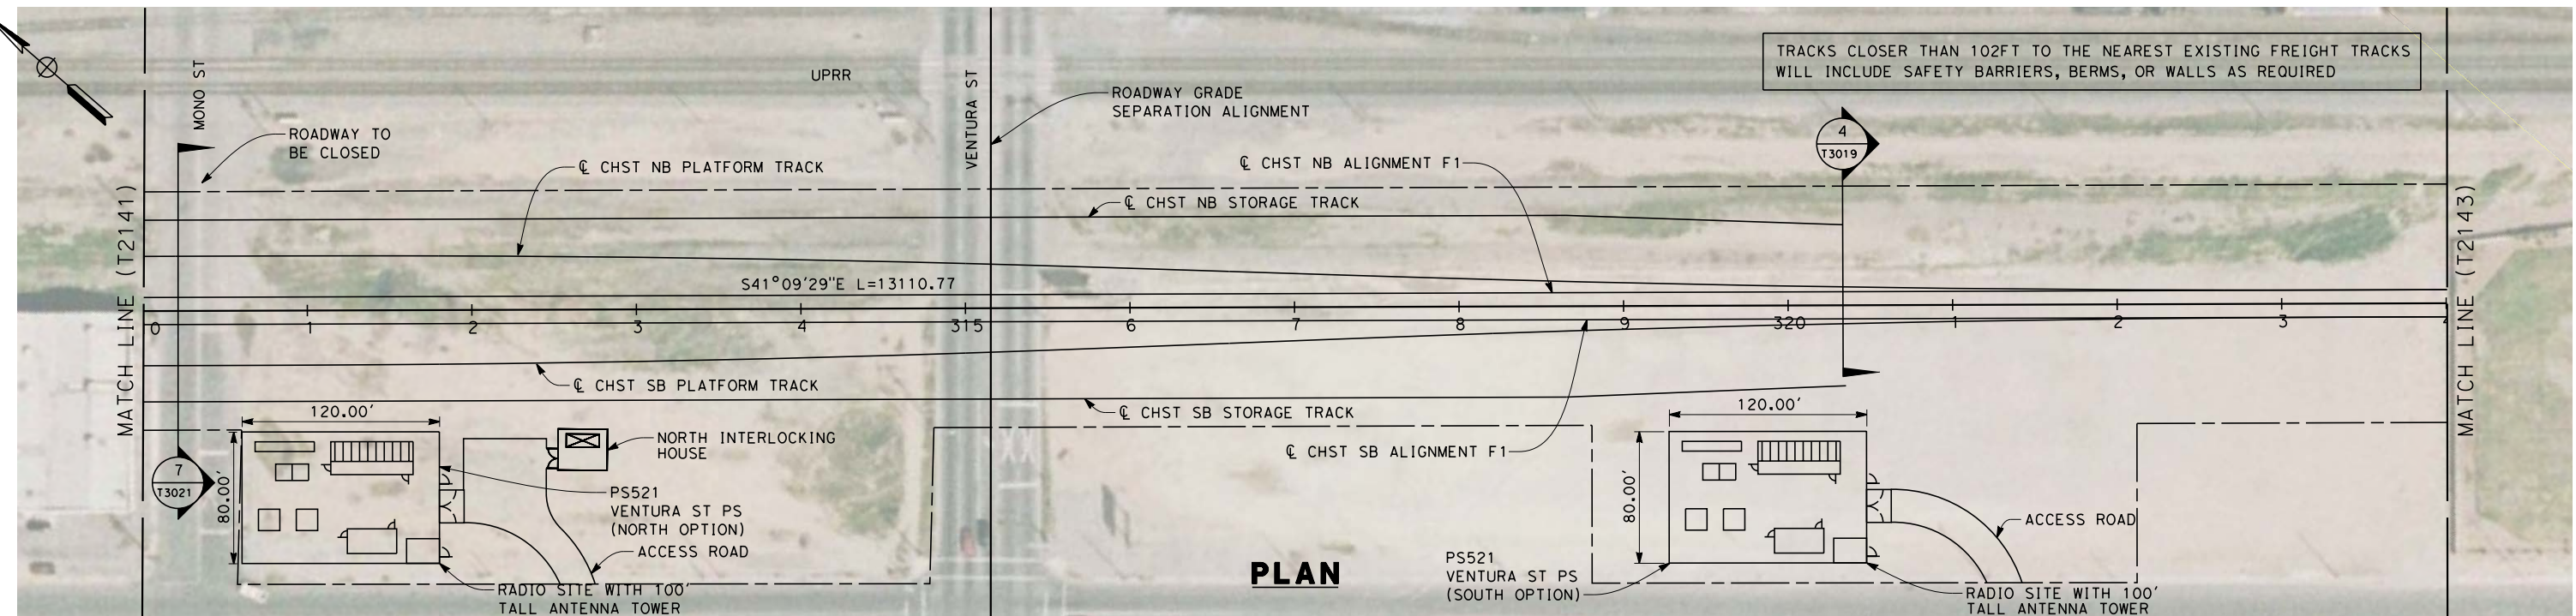 TRACKS CLOSER THAN 102FT TO THE NEAREST EXISTING FREIGHT TRACKS
WILL INCLUDE SAFETY BARRIERS, BERMS, OR WALLS AS REQUIRED
MONO ST
UPRR
VENTURA ST
ROADWAY GRADE
SEPARATION ALIGNMENT
ROADWAY TO
BE CLOSED
4
T3019
℄ CHST NB PLATFORM TRACK
℄ CHST NB ALIGNMENT F1
℄ CHST NB STORAGE TRACK
MATCH LINE (T2141)
MATCH LINE (T2143)
S41°09'29"E L=13110.77
0 1 2 3 4 315 6 7 8 9 320 1 2 3 4
℄ CHST SB PLATFORM TRACK
℄ CHST SB STORAGE TRACK
℄ CHST SB ALIGNMENT F1
120.00'
80.00'
7
T3021
NORTH INTERLOCKING
HOUSE
PS521
VENTURA ST PS
(NORTH OPTION)
ACCESS ROAD
RADIO SITE WITH 100'
TALL ANTENNA TOWER
PLAN
120.00'
80.00'
PS521
VENTURA ST PS
(SOUTH OPTION)
ACCESS ROAD
RADIO SITE WITH 100'
TALL ANTENNA TOWER